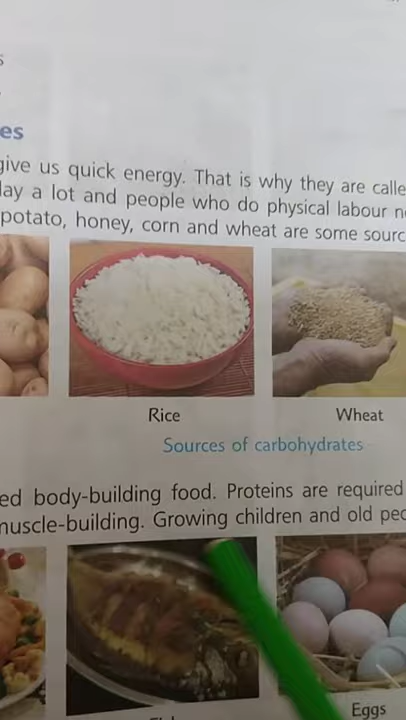 es
give us quick energy. That is why they are calle
lay a lot and people who do physical labour n
potato, honey, corn and wheat are some sourc
Rice
Wheat
Sources of carbohydrates
ed body-building food. Proteins are required
muscle-building. Growing children and old peo
Eggs